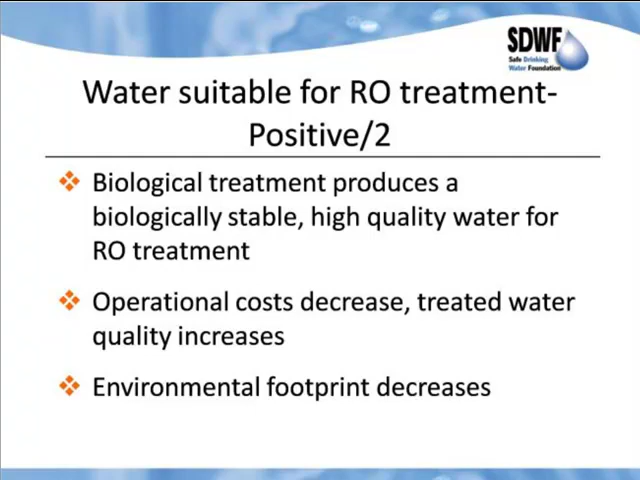 SDWF
Safe Drinking
Water Foundation
Water suitable for RO treatment-
Positive/2
Biological treatment produces a
biologically stable, high quality water for
RO treatment
Operational costs decrease, treated water
quality increases
Environmental footprint decreases